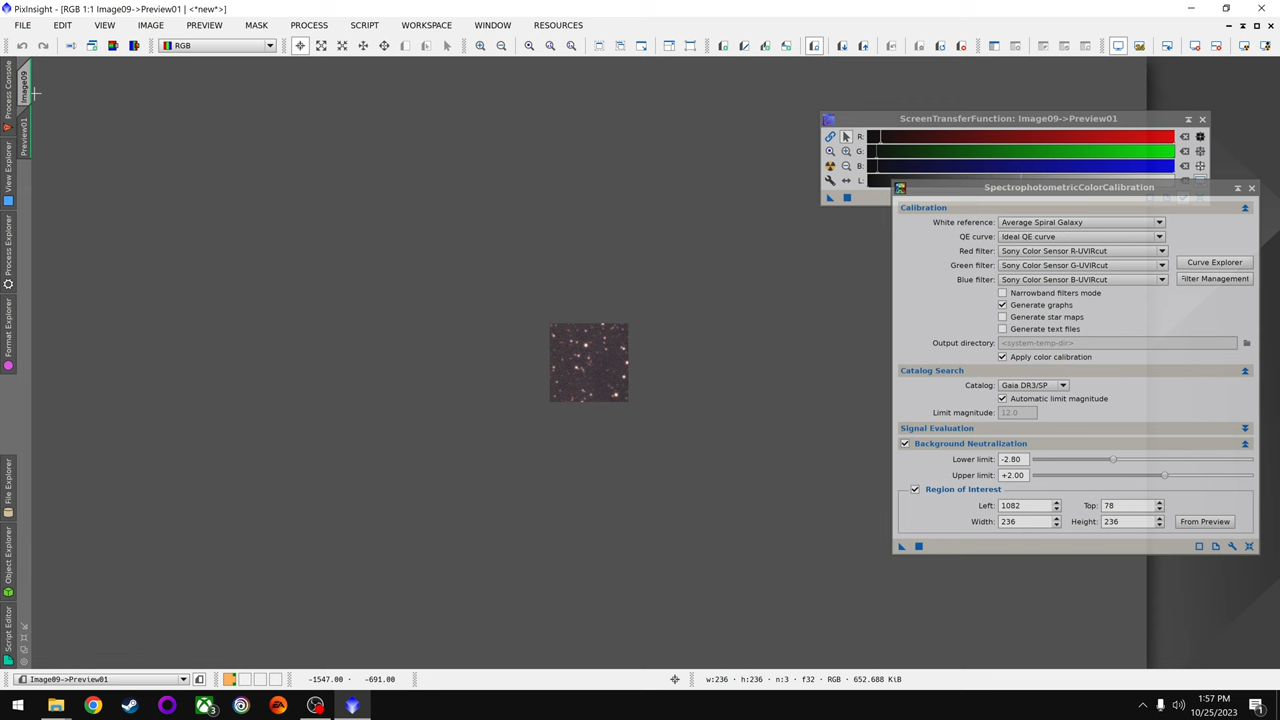 PixInsight - [RGB 1:1 Image09->Preview01 | <*new*>]
FILE EDIT VIEW IMAGE PREVIEW MASK PROCESS SCRIPT WORKSPACE WINDOW RESOURCES
RGB
Image09
Preview01
Process Console
View Explorer
Process Explorer
Format Explorer
File Explorer
Object Explorer
Script Editor
ScreenTransferFunction: Image09->Preview01
R:
G:
B:
L:
SpectrophotometricColorCalibration
Calibration
White reference: Average Spiral Galaxy
QE curve: Ideal QE curve
Red filter: Sony Color Sensor R-UVIRcut
Green filter: Sony Color Sensor G-UVIRcut
Curve Explorer
Blue filter: Sony Color Sensor B-UVIRcut
Filter Management
Narrowband filters mode
Generate graphs
Generate star maps
Generate text files
Output directory: <system-temp-dir>
Apply color calibration
Catalog Search
Catalog: Gaia DR3/SP
Automatic limit magnitude
Limit magnitude: 12.0
Signal Evaluation
Background Neutralization
Lower limit: -2.80
Upper limit: +2.00
Region of Interest
Left: 1082 Top: 78
Width: 236 Height: 236 From Preview
Image09->Preview01
-1547.00 -691.00
w:236 · h:236 · n:3 · f32 · RGB · 652.688 KiB
3
1:57 PM
10/25/2023
1